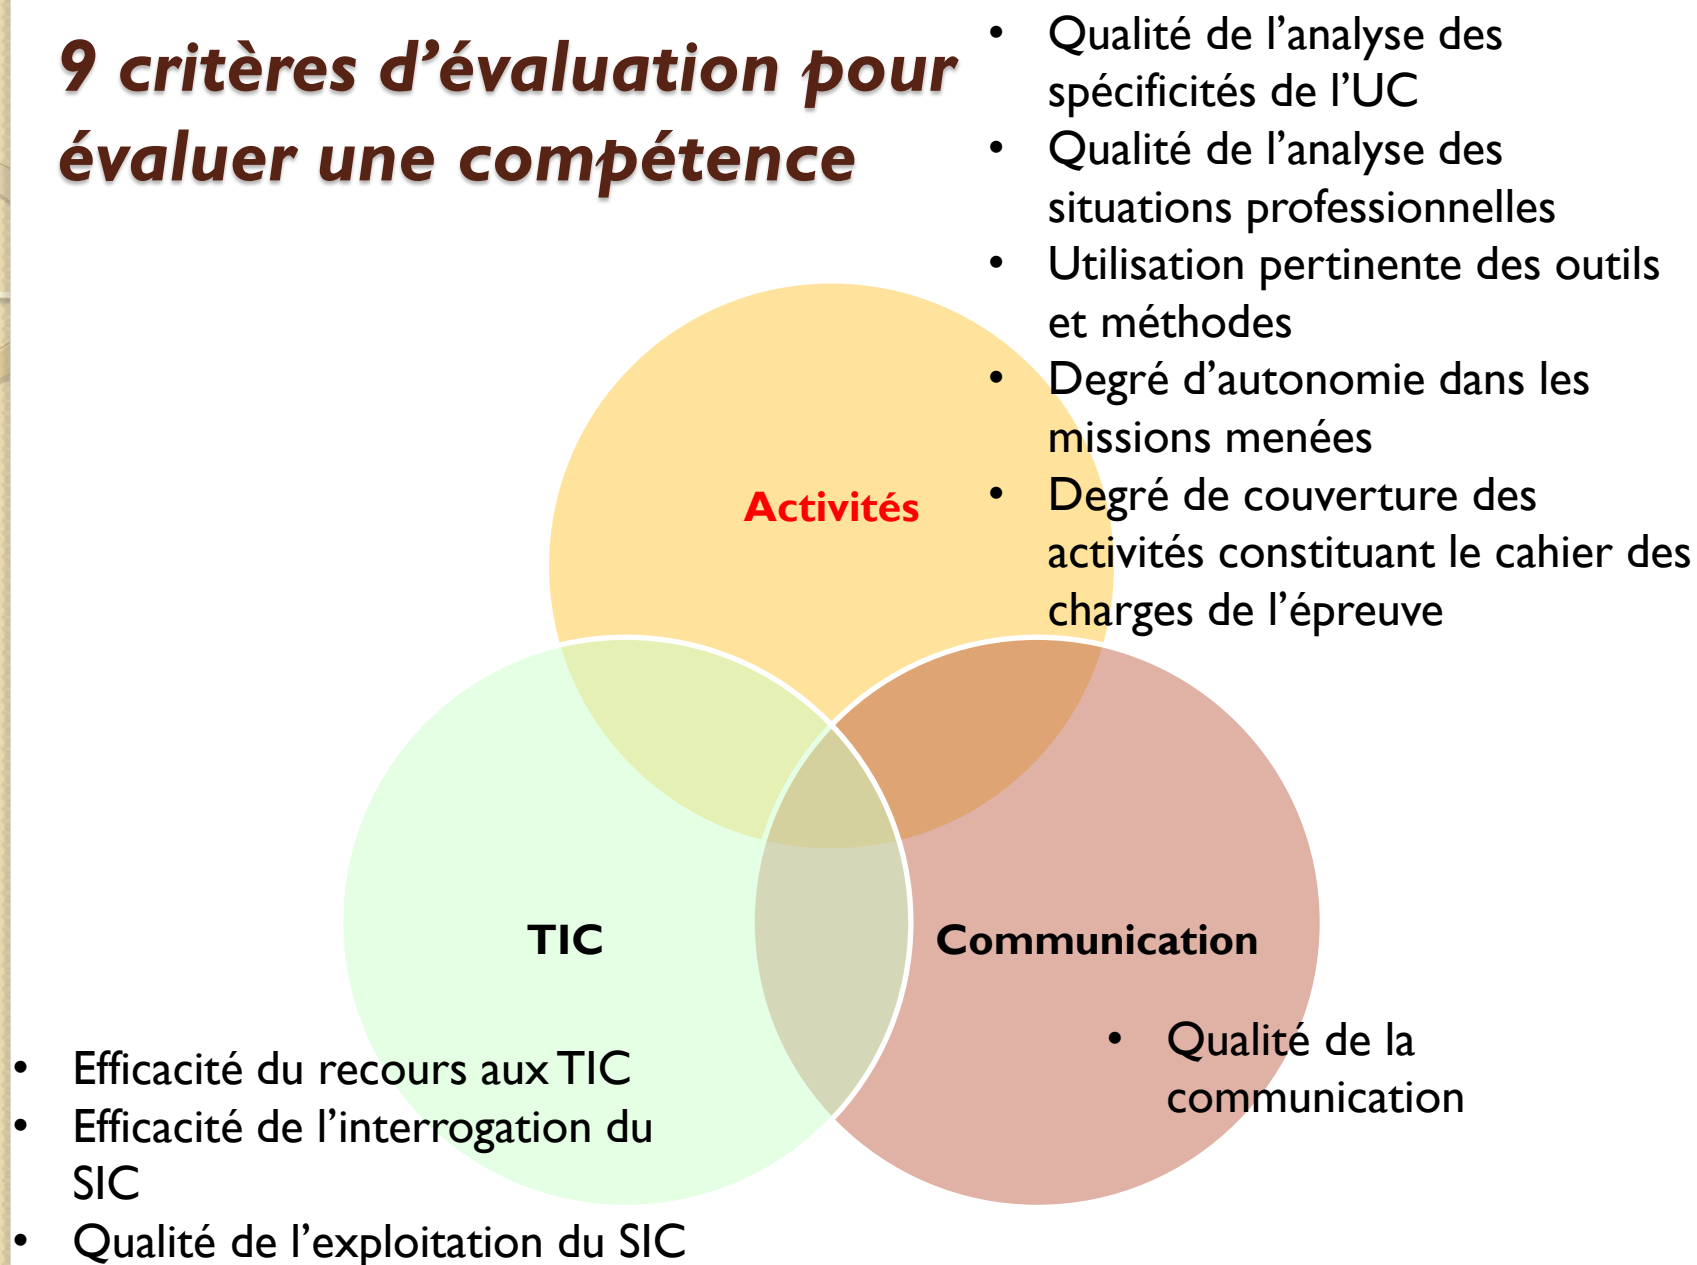 9 critères d’évaluation pour
évaluer une compétence
• Qualité de l’analyse des
spécificités de l’UC
• Qualité de l’analyse des
situations professionnelles
• Utilisation pertinente des outils
et méthodes
• Degré d’autonomie dans les
missions menées
• Degré de couverture des
activités constituant le cahier des
charges de l’épreuve
Activités
TIC
Communication
• Qualité de la
communication
• Efficacité du recours aux TIC
• Efficacité de l’interrogation du
SIC
• Qualité de l’exploitation du SIC